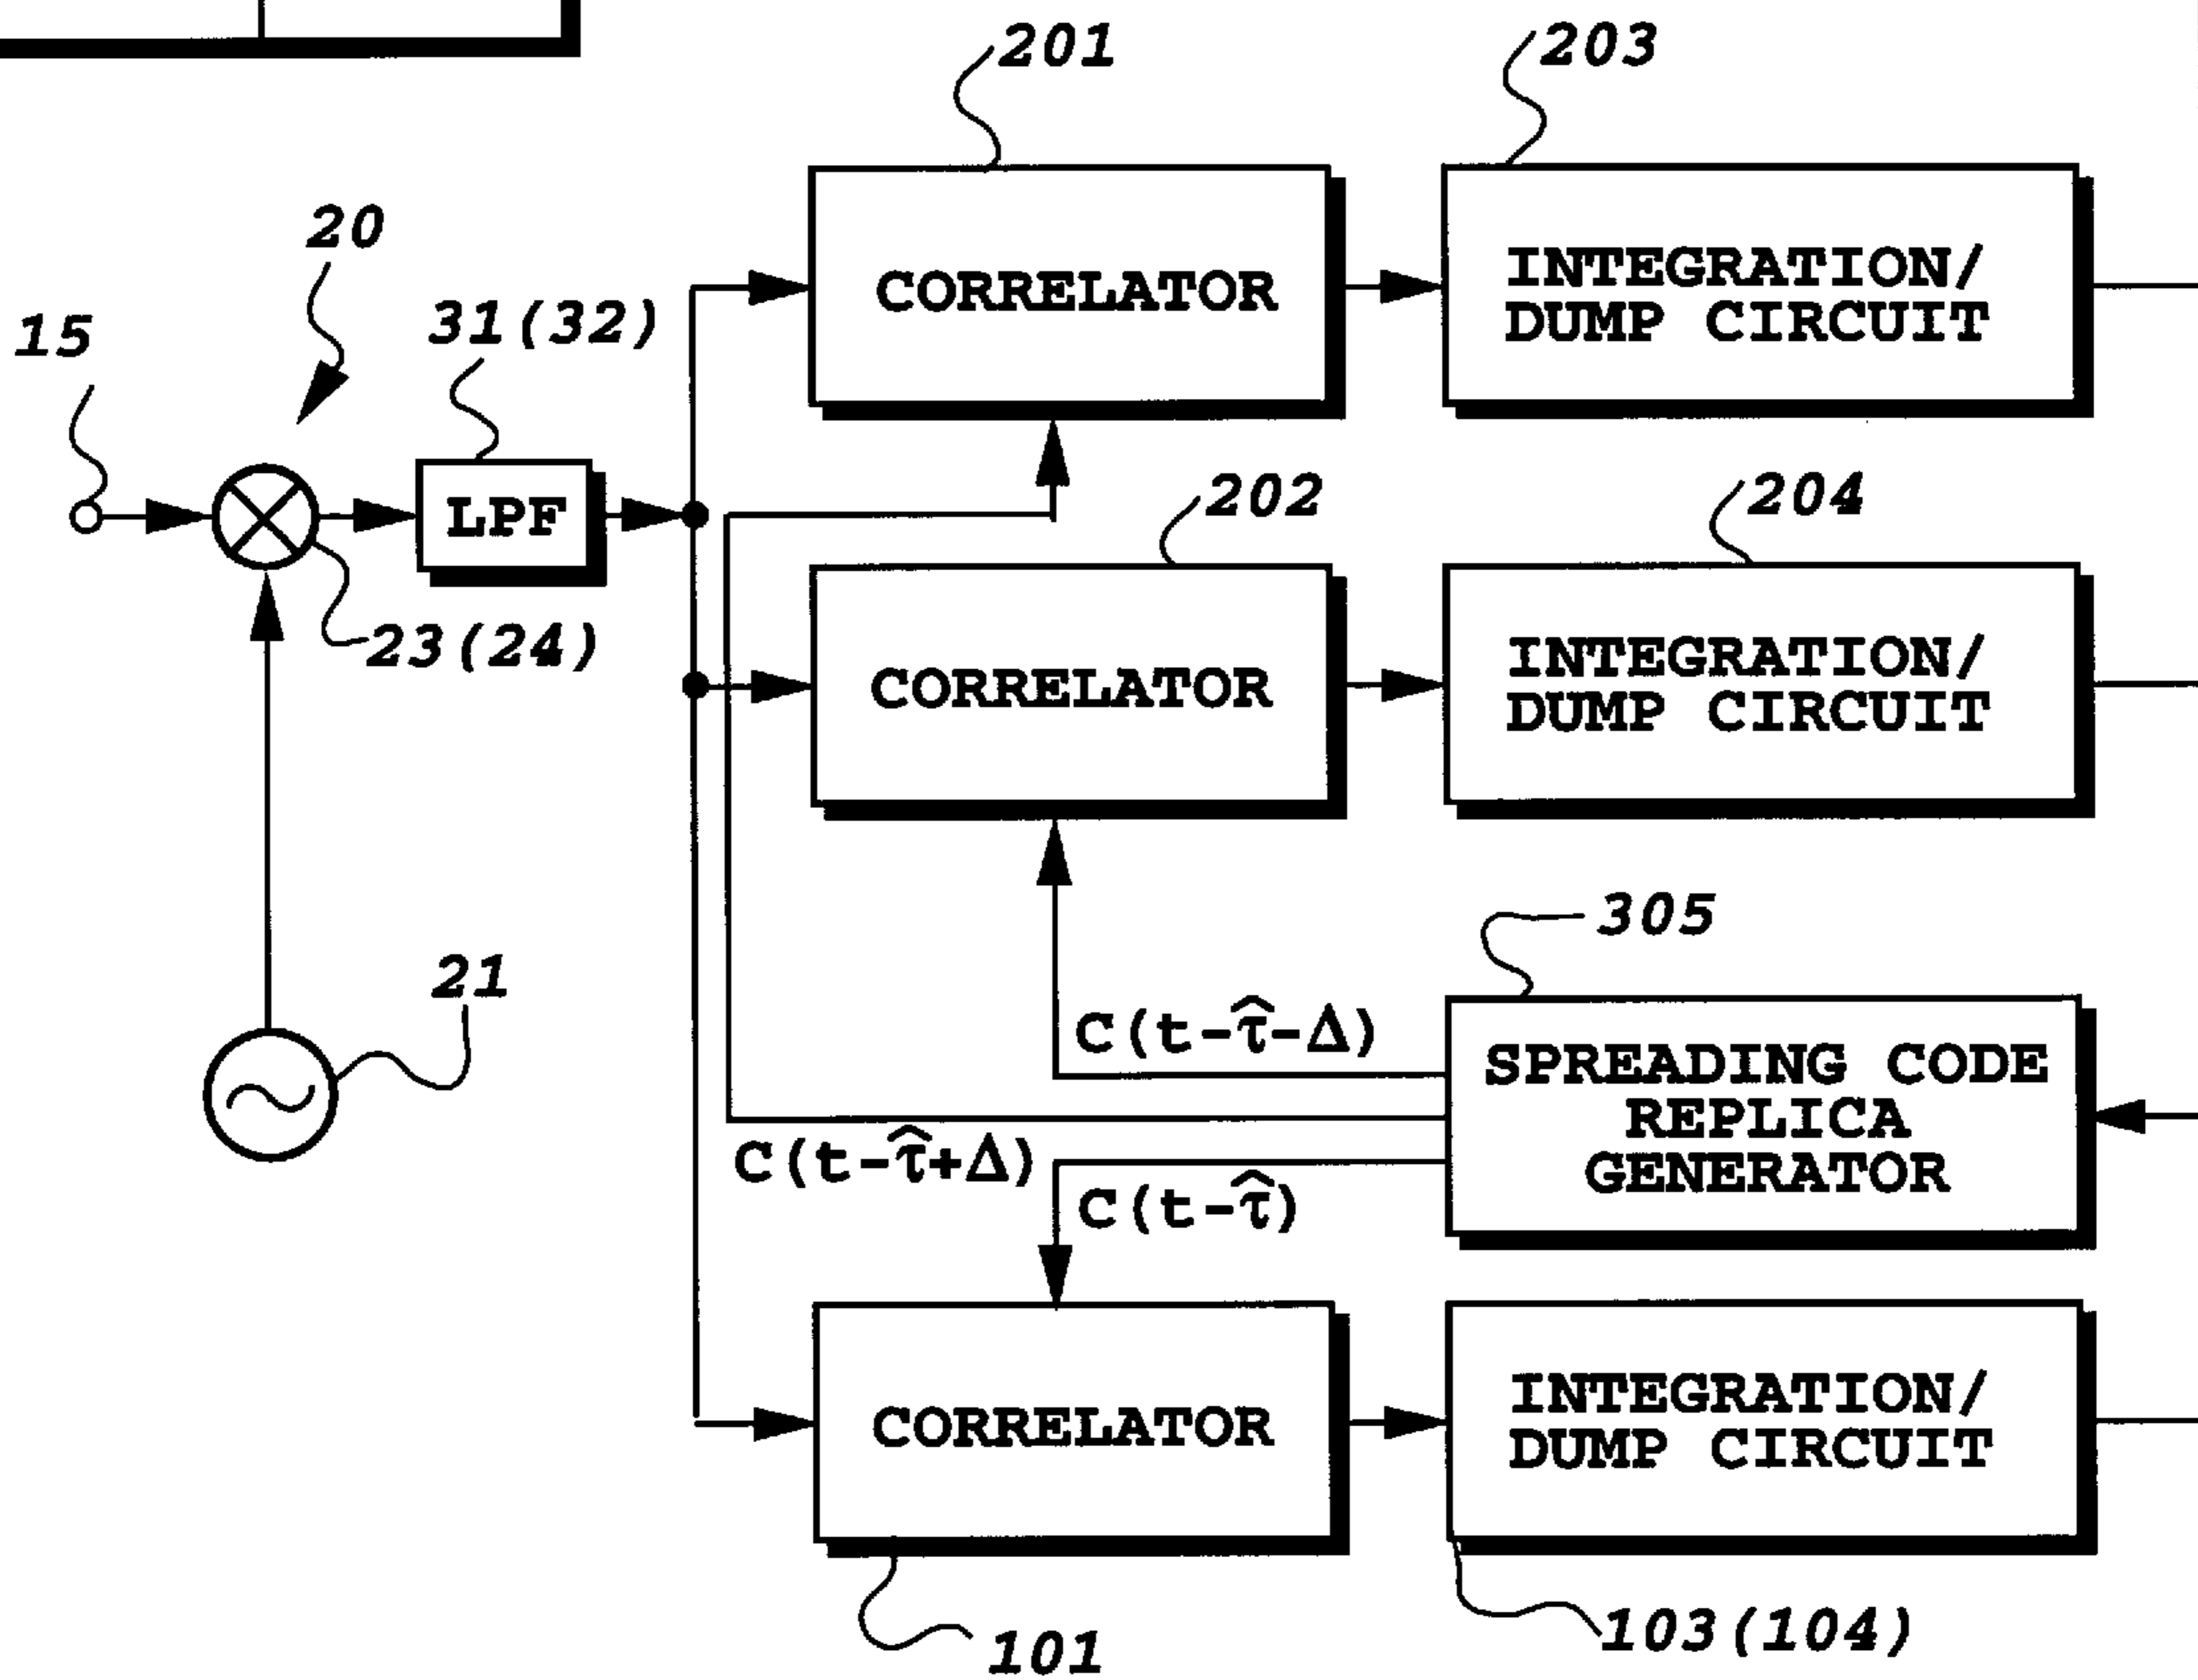 201
203
20
15
31(32)
CORRELATOR
INTEGRATION/
DUMP CIRCUIT
LPF
202
204
23(24)
CORRELATOR
INTEGRATION/
DUMP CIRCUIT
21
305
C(t-τ̂-Δ)
SPREADING CODE
REPLICA
GENERATOR
C(t-τ̂+Δ)
C(t-τ̂)
CORRELATOR
INTEGRATION/
DUMP CIRCUIT
101
103(104)